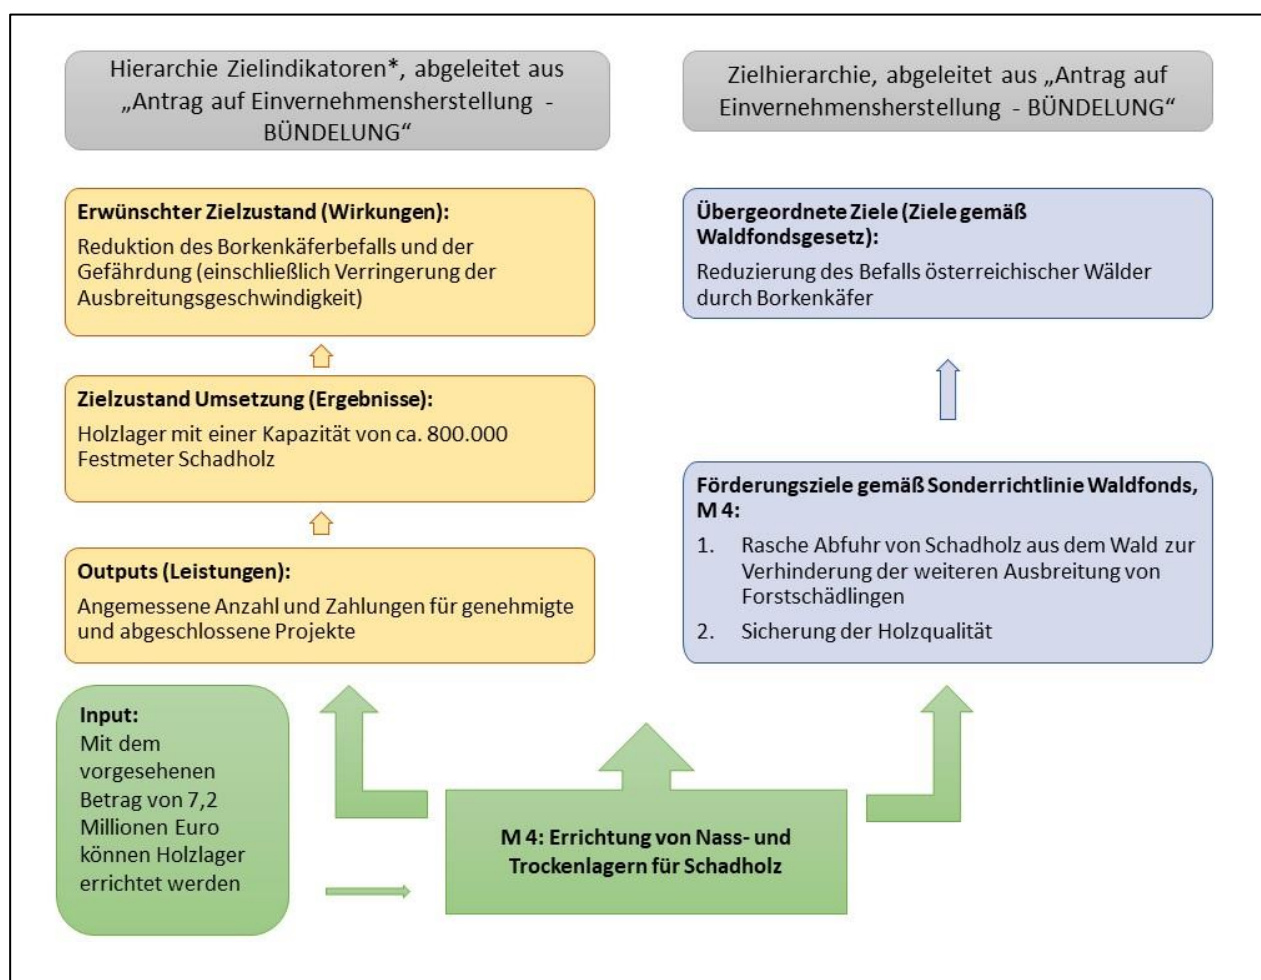 Hierarchie Zielindikatoren*, abgeleitet aus
„Antrag auf Einvernehmensherstellung -
BÜNDELUNG“
Zielhierarchie, abgeleitet aus „Antrag auf
Einvernehmensherstellung - BÜNDELUNG“
Erwünschter Zielzustand (Wirkungen):
Reduktion des Borkenkäferbefalls und der
Gefährdung (einschließlich Verringerung der
Ausbreitungsgeschwindigkeit)
Übergeordnete Ziele (Ziele gemäß
Waldfondsgesetz):
Reduzierung des Befalls österreichischer Wälder
durch Borkenkäfer
Zielzustand Umsetzung (Ergebnisse):
Holzlager mit einer Kapazität von ca. 800.000
Festmeter Schadholz
Förderungsziele gemäß Sonderrichtlinie Waldfonds,
M 4:
1. Rasche Abfuhr von Schadholz aus dem Wald zur
Verhinderung der weiteren Ausbreitung von
Forstschädlingen
2. Sicherung der Holzqualität
Outputs (Leistungen):
Angemessene Anzahl und Zahlungen für genehmigte
und abgeschlossene Projekte
Input:
Mit dem
vorgesehenen
Betrag von 7,2
Millionen Euro
können Holzlager
errichtet werden
M 4: Errichtung von Nass- und
Trockenlagern für Schadholz